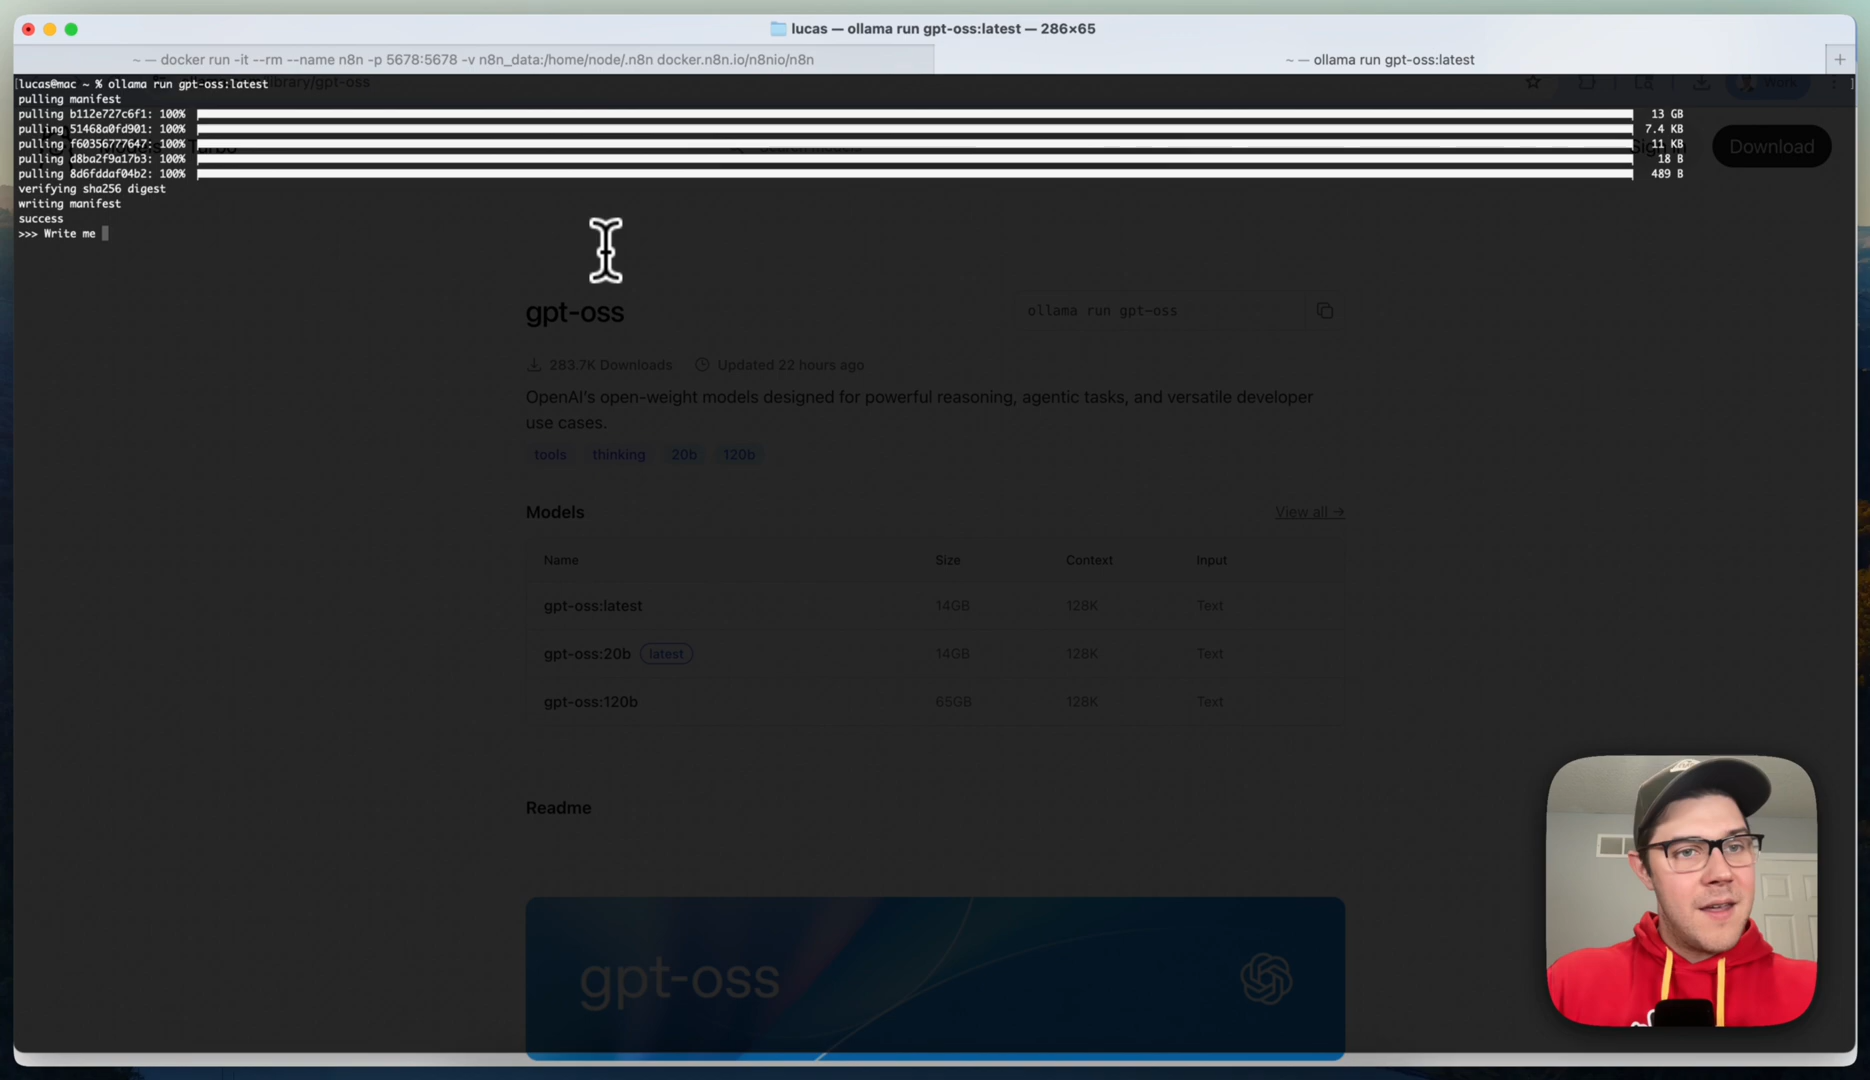 lucas — ollama run gpt-oss:latest — 286×65
~ — docker run -it --rm --name n8n -p 5678:5678 -v n8n_data:/home/node/.n8n docker.n8n.io/n8nio/n8n
~ — ollama run gpt-oss:latest
[lucas@mac ~ % ollama run gpt-oss:latest
library/gpt-oss
Work
pulling manifest
pulling b112e727c6f1: 100% 13 GB
pulling 51468a0fd901: 100% 7.4 KB
pulling f60356777647: 100% 11 KB
Models
Download
pulling d8ba2f9a17b3: 100% 18 B
pulling 8d6fddaf04b2: 100% 489 B
verifying sha256 digest
writing manifest
success
>>> Write me
gpt-oss
ollama run gpt-oss
283.7K Downloads Updated 22 hours ago
OpenAI's open-weight models designed for powerful reasoning, agentic tasks, and versatile developer
use cases.
tools thinking 20b 120b
Models
View all →
Name Size Context Input
gpt-oss:latest 14GB 128K Text
gpt-oss:20b latest 14GB 128K Text
gpt-oss:120b 65GB 128K Text
Readme
gpt-oss